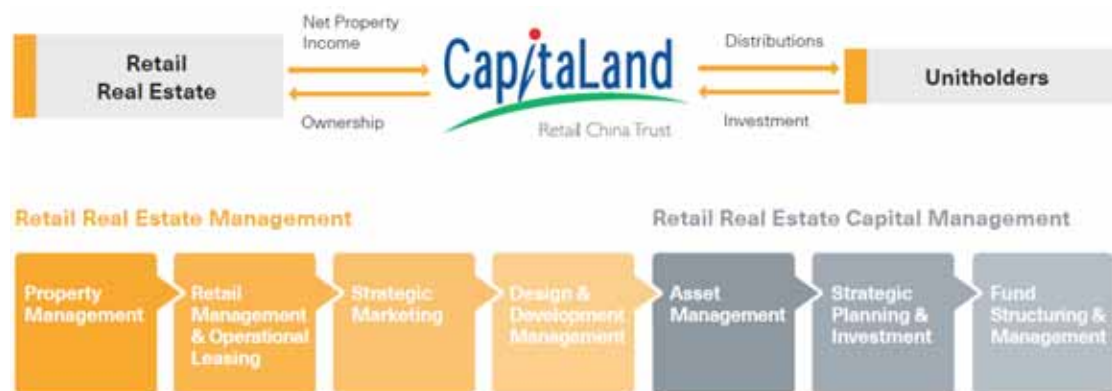 Net Property
Income
Retail
Real Estate
Ownership
CapitaLand
Retail China Trust
Distributions
Investment
Unitholders
Retail Real Estate Management
Retail Real Estate Capital Management
Property
Management
Retail
Management
& Operational
Leasing
Strategic
Marketing
Design &
Development
Management
Asset
Management
Strategic
Planning &
Investment
Fund
Structuring &
Management